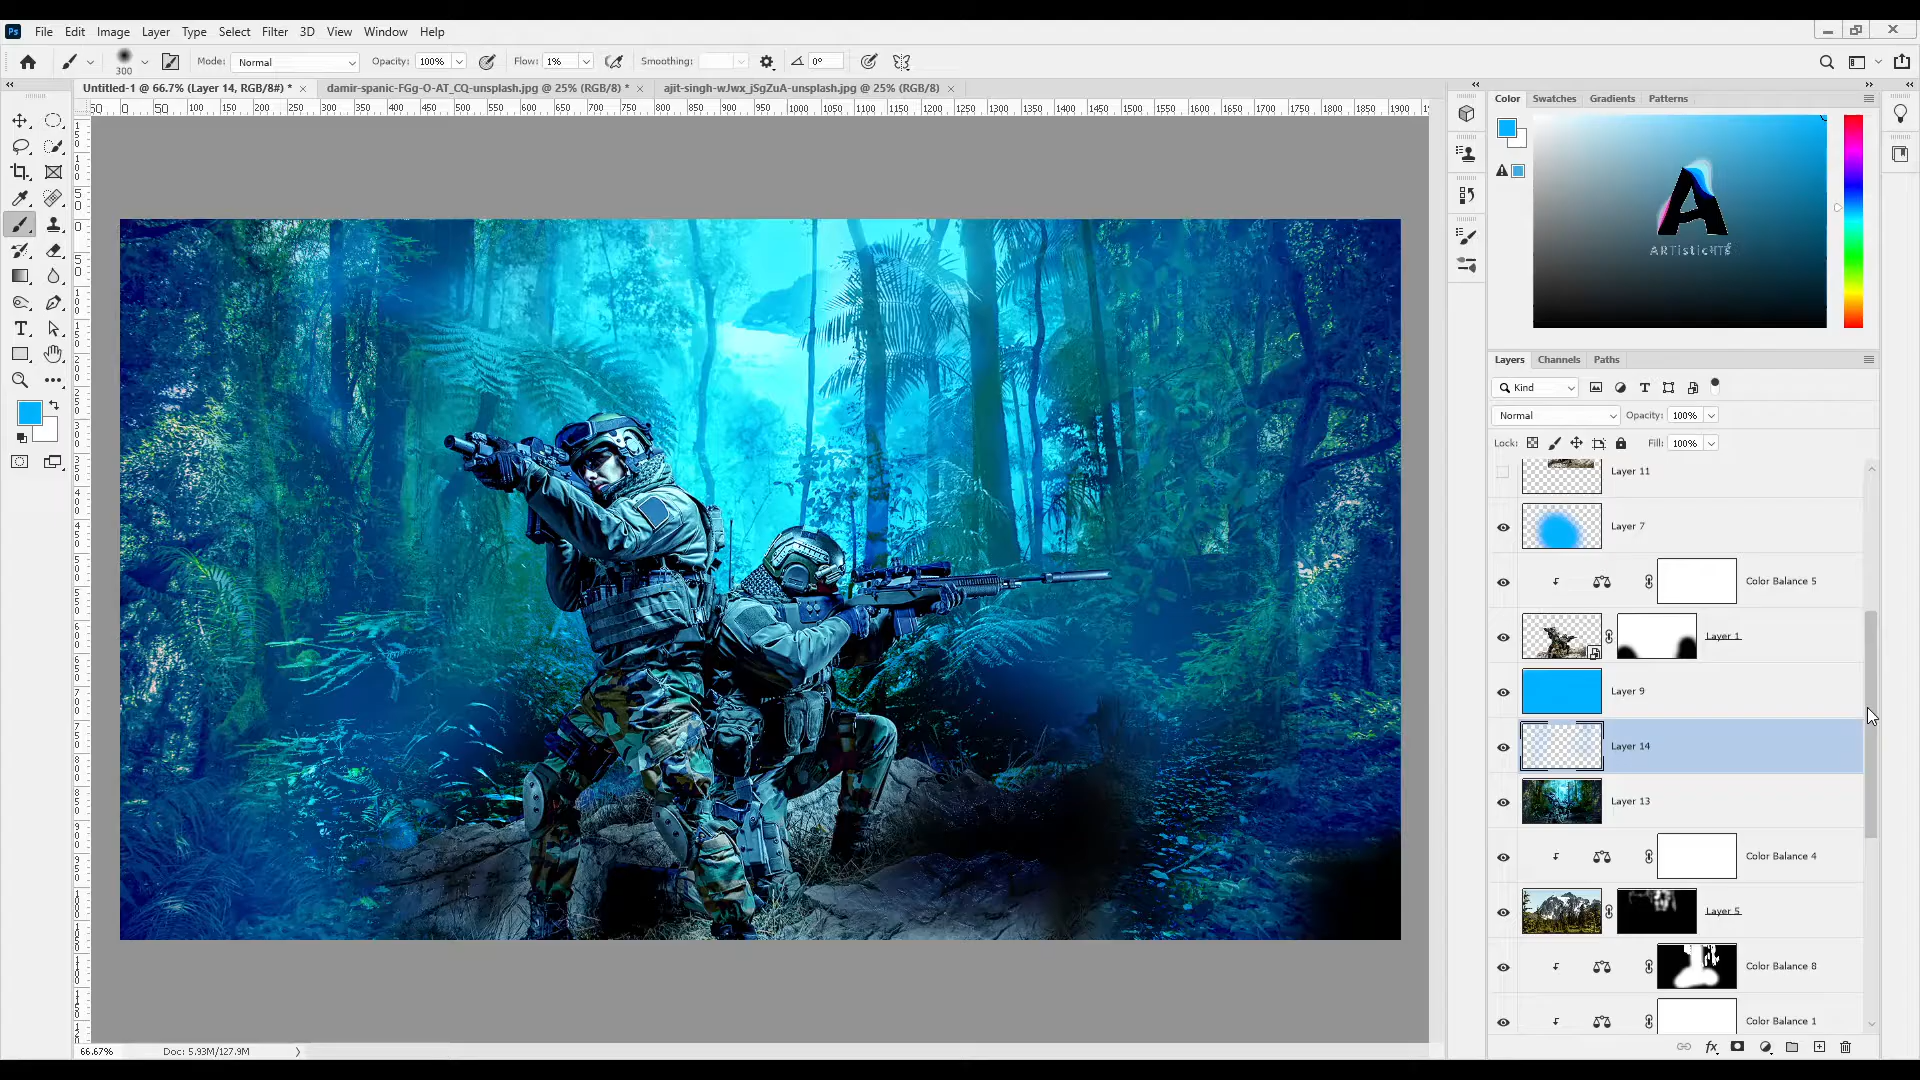 Ps File Edit Image Layer Type Select Filter 3D View Window Help
300 Mode: Normal Opacity: 100% Flow: 1% Smoothing: 0°
Untitled-1 @ 66.7% (Layer 14, RGB/8#) * × damir-spanic-FGg-O-AT_CQ-unsplash.jpg @ 25% (RGB/8) * × ajit-singh-wJwx_jSgZuA-unsplash.jpg @ 25% (RGB/8) ×
50 0 50 100 150 200 250 300 350 400 450 500 550 600 650 700 750 800 850 900 950 1000 1050 1100 1150 1200 1250 1300 1350 1400 1450 1500 1550 1600 1650 1700 1750 1800 1850 1900
Color Swatches Gradients Patterns
A
Layers Channels Paths
Kind
Normal Opacity: 100%
Lock: Fill: 100%
Layer 11
Layer 7
Color Balance 5
Layer 1
Layer 9
Layer 14
Layer 13
Color Balance 4
Layer 5
Color Balance 8
Color Balance 1
fx
66.67% Doc: 5.93M/127.9M